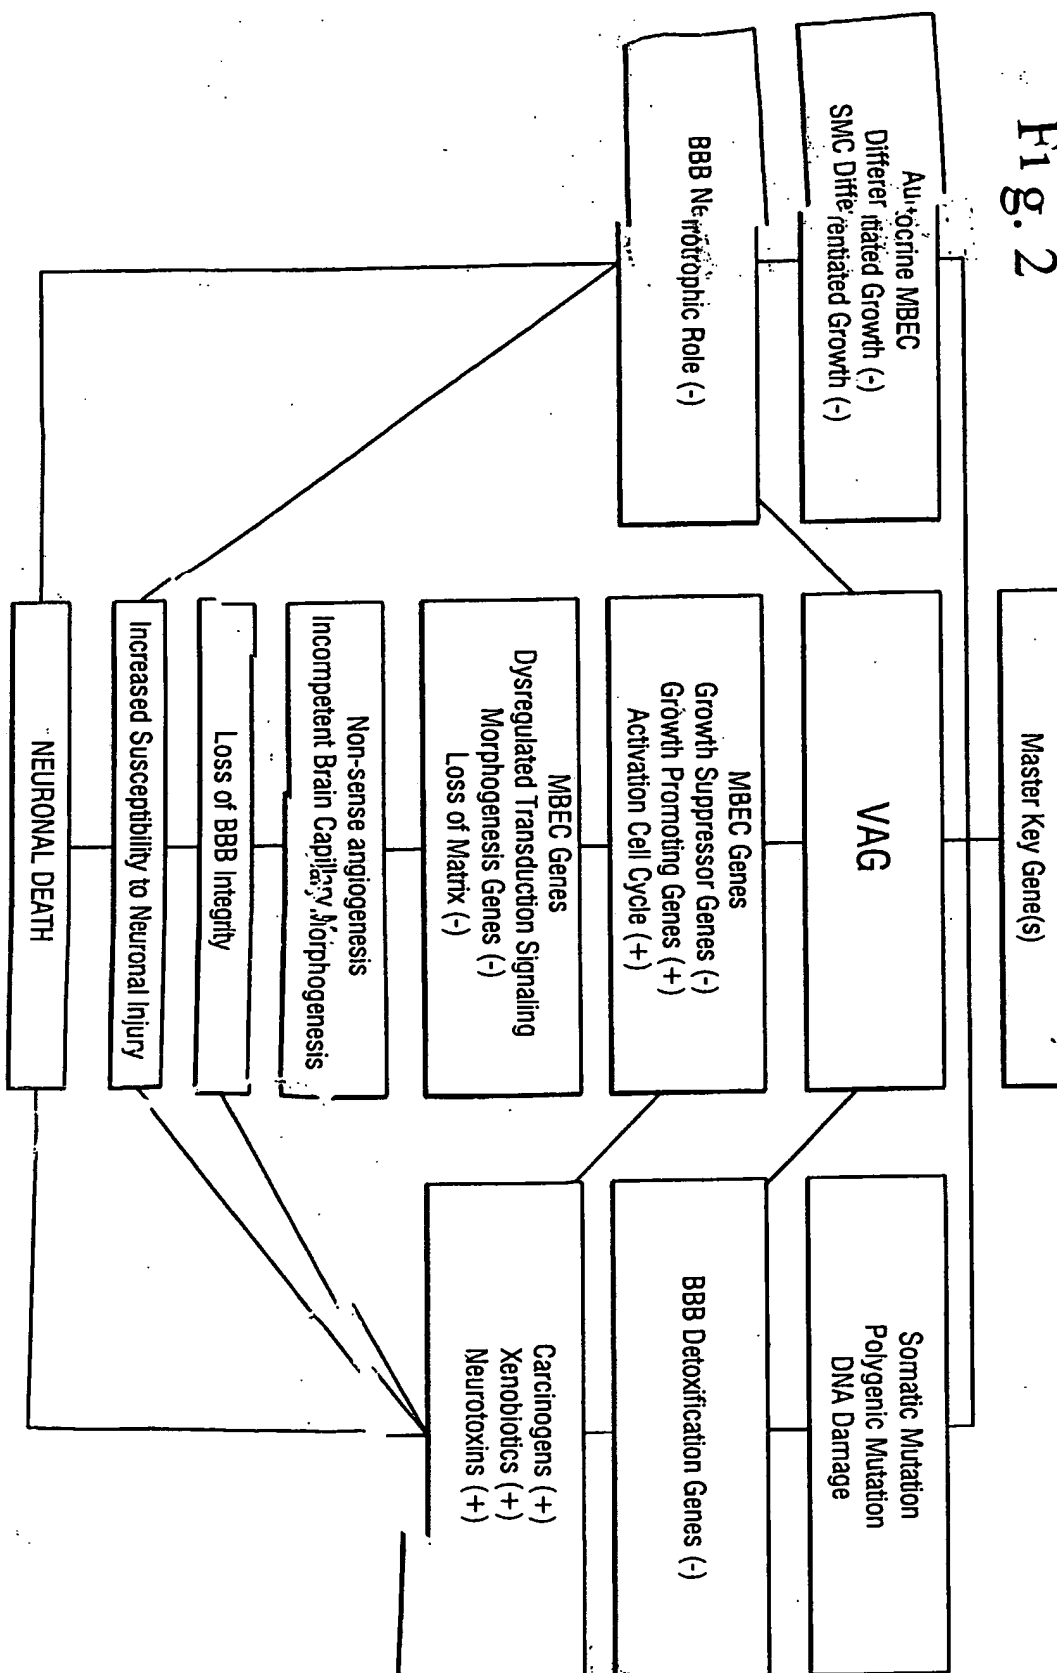 Fig. 2
Master Key Gene(s)
Autocrine MBEC
Differentiated Growth (-)
SMC Differentiated Growth (-)
VAG
Somatic Mutation
Polygenic Mutation
DNA Damage
BBB Neurotrophic Role (-)
MBEC Genes
Growth Suppressor Genes (-)
Growth Promoting Genes (+)
Activation Cell Cycle (+)
BBB Detoxification Genes (-)
MBEC Genes
Dysregulated Transduction Signaling
Morphogenesis Genes (-)
Loss of Matrix (-)
Carcinogens (+)
Xenobiotics (+)
Neurotoxins (+)
Non-sense angiogenesis
Incompetent Brain Capillary Morphogenesis
Loss of BBB Integrity
Increased Susceptibility to Neuronal Injury
NEURONAL DEATH